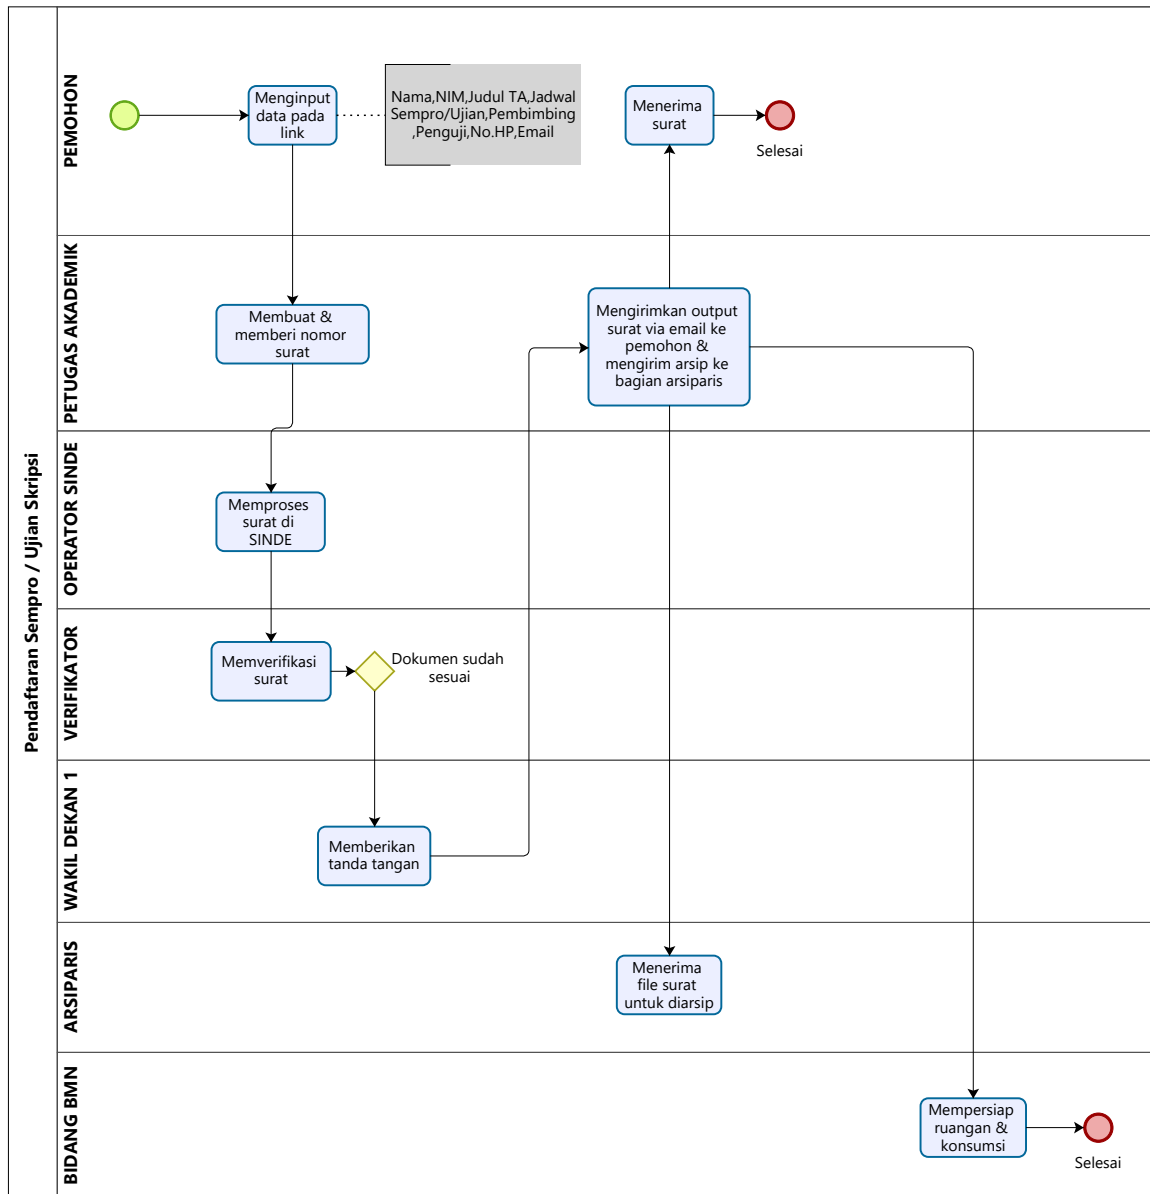 Pendaftaran Sempro / Ujian Skripsi
PEMOHON
Menginput
data pada
link
Nama,NIM,Judul TA,Jadwal
Sempro/Ujian,Pembimbing
,Penguji,No.HP,Email
Menerima
surat
Selesai
PETUGAS AKADEMIK
Membuat &
memberi nomor
surat
Mengirimkan output
surat via email ke
pemohon &
mengirim arsip ke
bagian arsiparis
OPERATOR SINDE
Memproses
surat di
SINDE
VERIFIKATOR
Memverifikasi
surat
Dokumen sudah
sesuai
WAKIL DEKAN 1
Memberikan
tanda tangan
ARSIPARIS
Menerima
file surat
untuk diarsip
BIDANG BMN
Mempersiap
ruangan &
konsumsi
Selesai